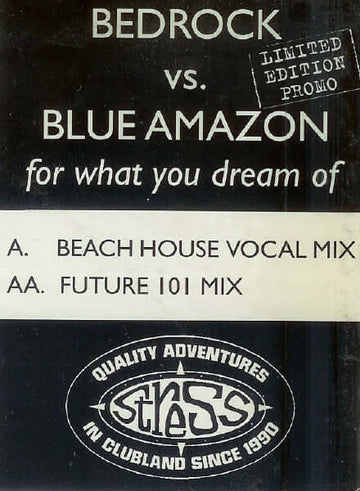 BEDROCK
LIMITED
EDITION
PROMO
vs.
BLUE AMAZON
for what you dream of
A. BEACH HOUSE VOCAL MIX
AA. FUTURE 101 MIX
QUALITY ADVENTURES
stress
IN CLUBLAND SINCE 1990